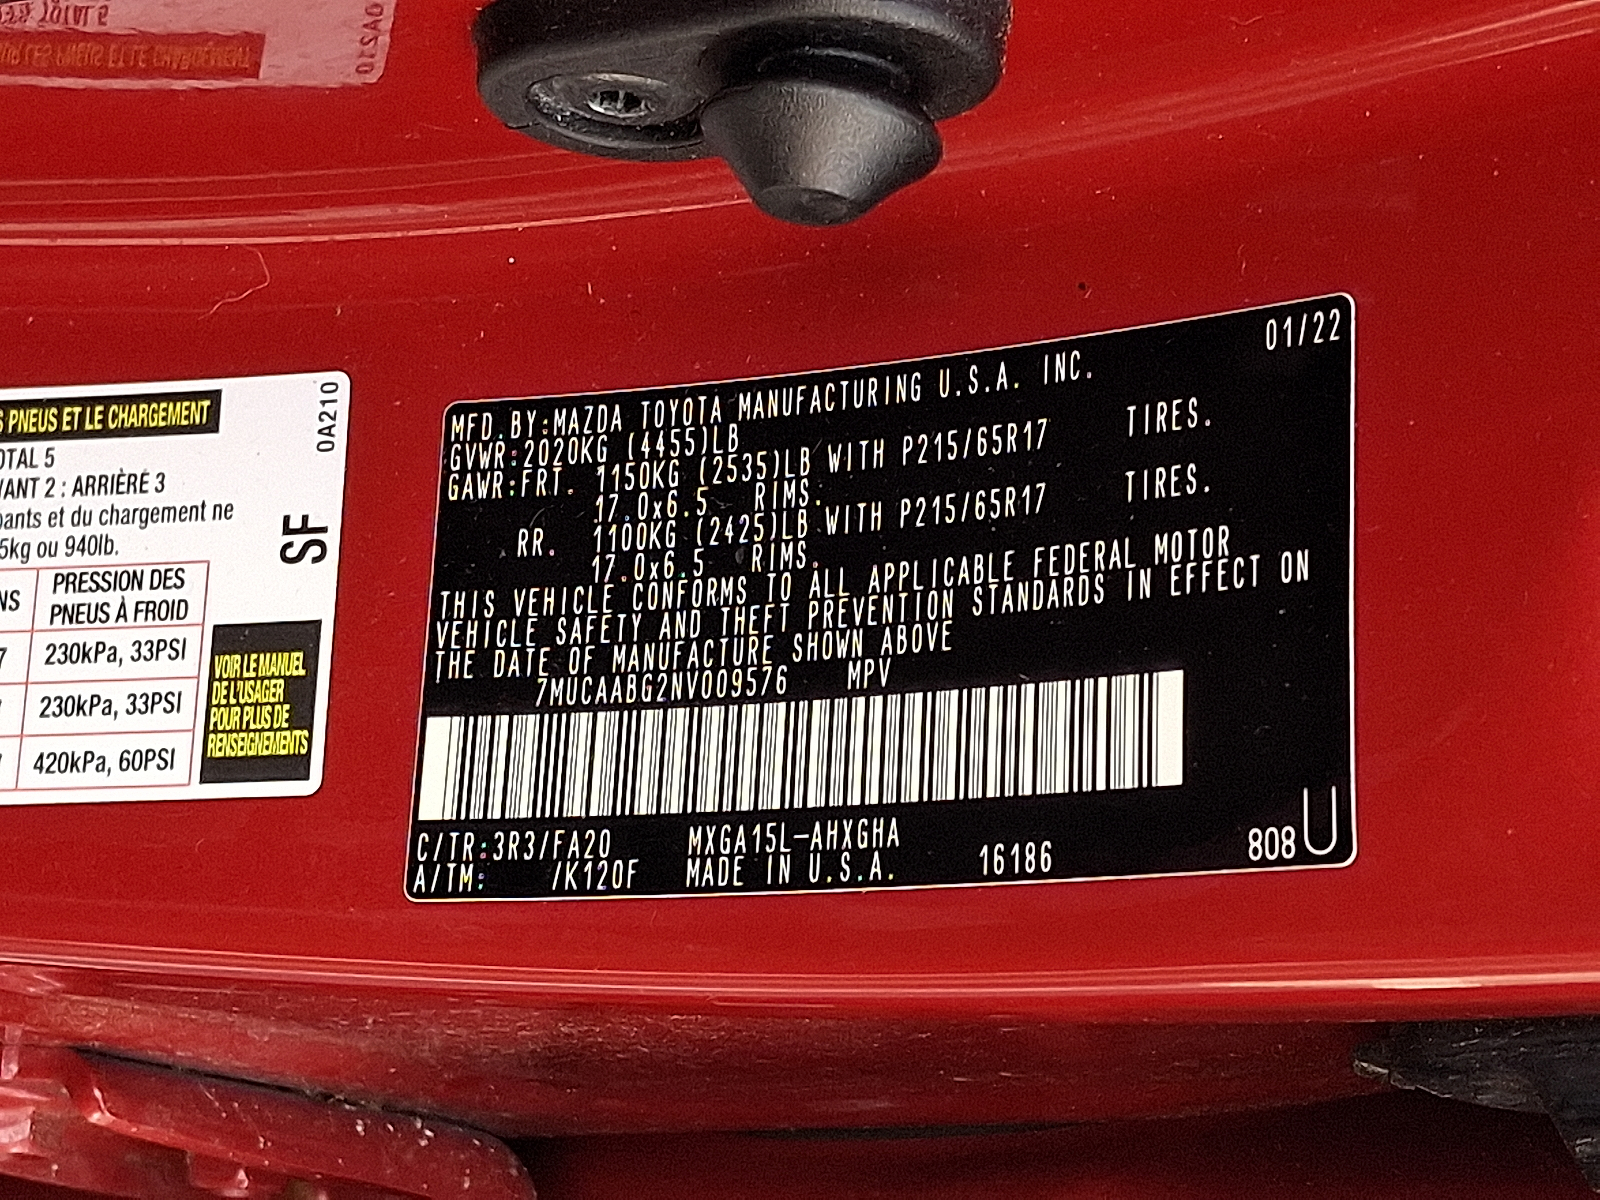 TOTAL 5
S PNEUS ET LE CHARGEMENT
OTAL 5
VANT 2 : ARRIÈRE 3
pants et du chargement ne
5kg ou 940lb.
NS PRESSION DES
PNEUS À FROID
7 230kPa, 33PSI
230kPa, 33PSI
420kPa, 60PSI
VOIR LE MANUEL
DE L'USAGER
POUR PLUS DE
RENSEIGNEMENTS
0A210
SF
01/22
MFD.BY:MAZDA TOYOTA MANUFACTURING U.S.A. INC.
GVWR:2020KG (4455)LB
GAWR:FRT. 1150KG (2535)LB WITH P215/65R17 TIRES.
17.0x6.5 RIMS.
RR. 1100KG (2425)LB WITH P215/65R17 TIRES.
17.0x6.5 RIMS.
THIS VEHICLE CONFORMS TO ALL APPLICABLE FEDERAL MOTOR
VEHICLE SAFETY AND THEFT PREVENTION STANDARDS IN EFFECT ON
THE DATE OF MANUFACTURE SHOWN ABOVE
7MUCAABG2NV009576 MPV
C/TR:3R3/FA20 MXGA15L-AHXGHA
A/TM: /K120F MADE IN U.S.A. 16186 808 U